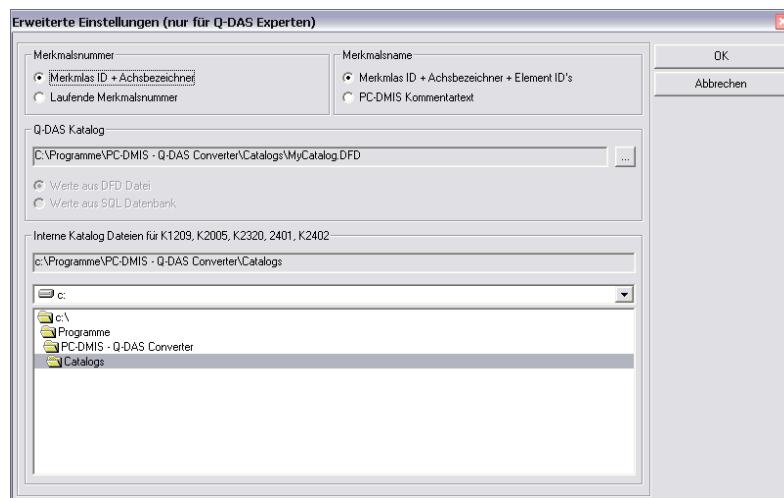 Erweiterte Einstellungen (nur für Q-DAS Experten)
Merkmalsnummer
Merkmlas ID + Achsbezeichner
Laufende Merkmalsnummer
Merkmalsname
Merkmlas ID + Achsbezeichner + Element ID's
PC-DMIS Kommentartext
OK
Abbrechen
Q-DAS Katalog
C:\Programme\PC-DMIS - Q-DAS Converter\Catalogs\MyCatalog.DFD
...
Werte aus DFD Datei
Werte aus SQL Datenbank
Interne Katalog Dateien für K1209, K2005, K2320, 2401, K2402
c:\Programme\PC-DMIS - Q-DAS Converter\Catalogs
c:
c:\
Programme
PC-DMIS - Q-DAS Converter
Catalogs